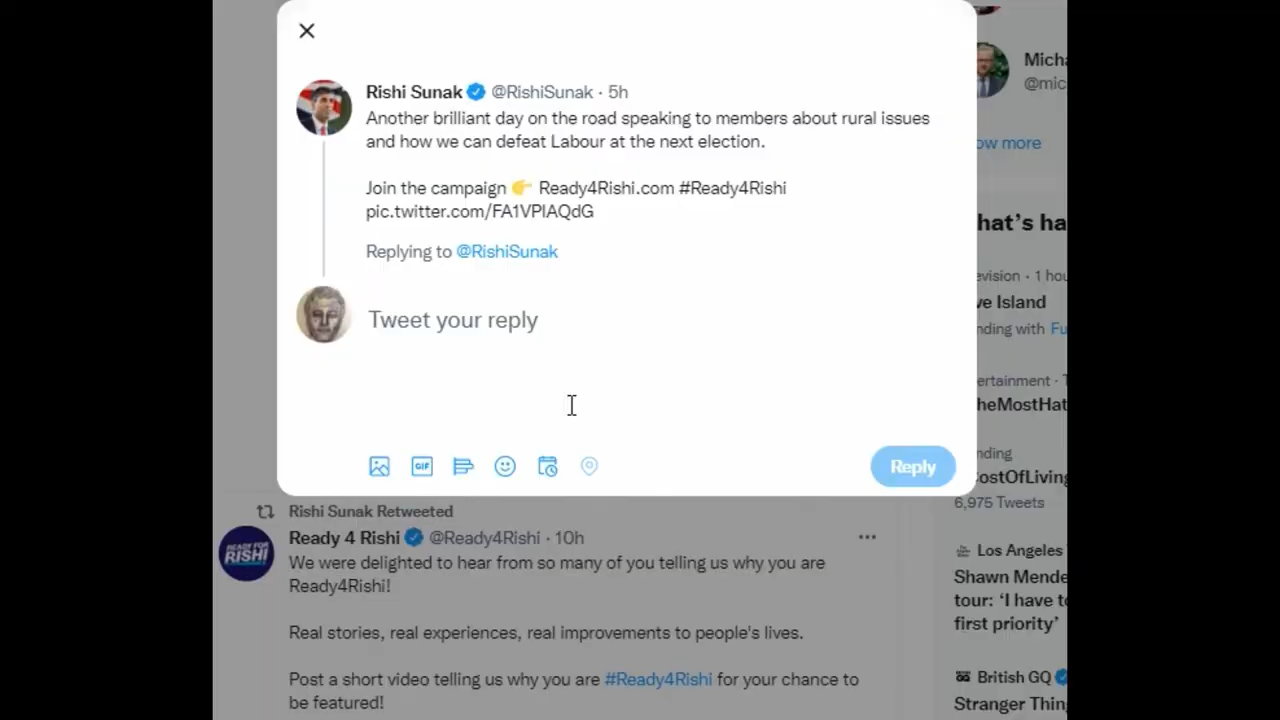 Rishi Sunak @RishiSunak · 5h
Another brilliant day on the road speaking to members about rural issues
and how we can defeat Labour at the next election.
Join the campaign 👉 Ready4Rishi.com #Ready4Rishi
pic.twitter.com/FA1VPlAQdG
Replying to @RishiSunak
Tweet your reply
GIF
Reply
Rishi Sunak Retweeted
READY FOR
RISHI
Ready 4 Rishi @Ready4Rishi · 10h
We were delighted to hear from so many of you telling us why you are
Ready4Rishi!
Real stories, real experiences, real improvements to people's lives.
Post a short video telling us why you are #Ready4Rishi for your chance to
be featured!
Micha
@mic
ow more
hat's ha
evision · 1 hou
ve Island
nding with Fu
ertainment ·
heMostHat
nding
CostOfLiving
6,975 Tweets
Los Angeles
Shawn Mende
tour: ‘I have to
first priority’
British GQ
Stranger Thin